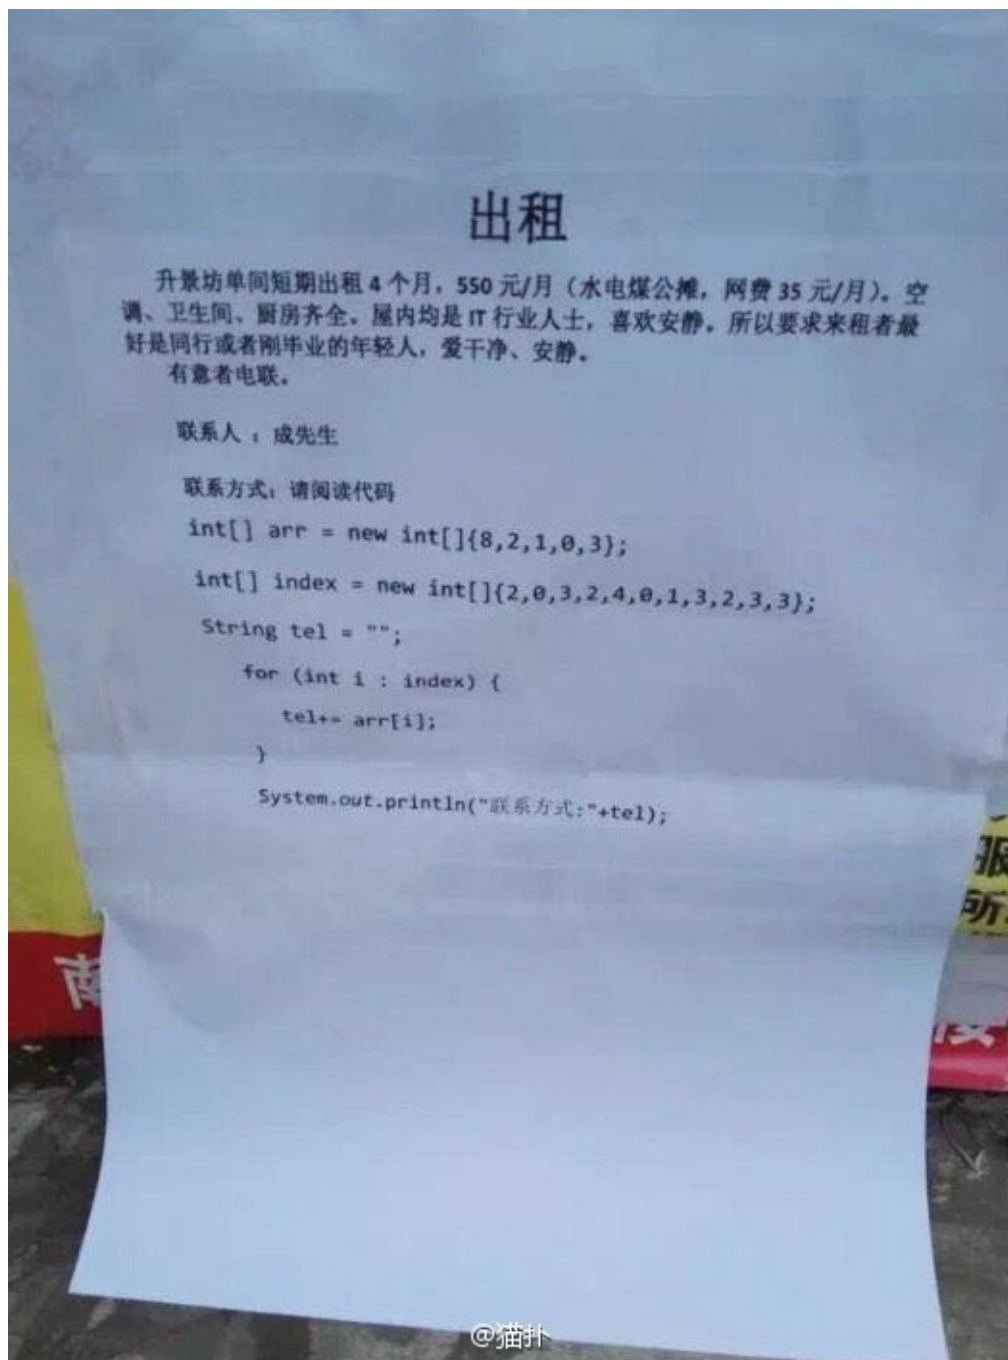 出租
升景坊单间短期出租 4 个月，550 元/月（水电煤公摊，网费 35 元/月）。空
调、卫生间、厨房齐全。屋内均是 IT 行业人士，喜欢安静。所以要求来租者最
好是同行或者刚毕业的年轻人，爱干净、安静。
有意者电联。
联系人 ：成先生
联系方式：请阅读代码
int[] arr = new int[]{8,2,1,0,3};
int[] index = new int[]{2,0,3,2,4,0,1,3,2,3,3};
String tel = "";
for (int i : index) {
tel+= arr[i];
}
System.out.println("联系方式:"+tel);
服
所
南
@猫扑